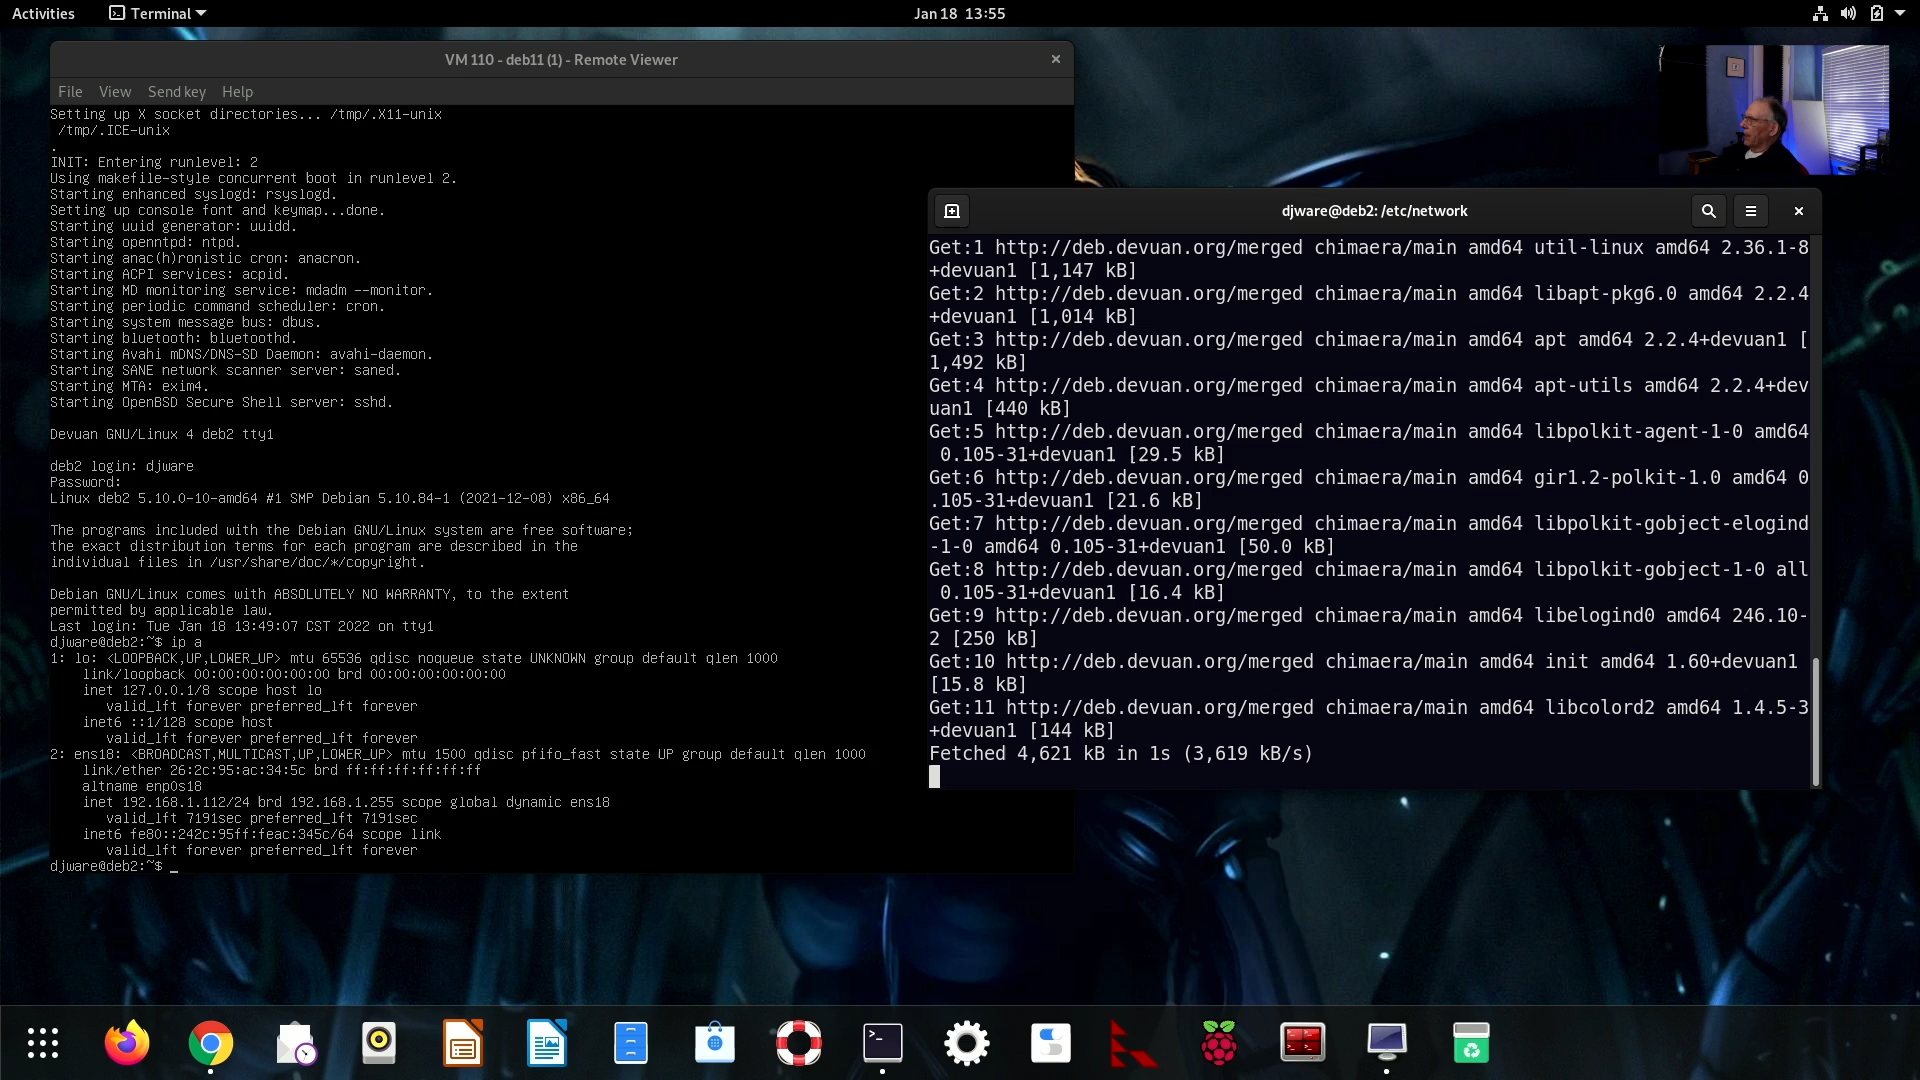 Activities
Terminal
Jan 18 13:55
VM 110 - deb11 (1) - Remote Viewer
File View Send key Help
Setting up X socket directories... /tmp/.X11-unix
/tmp/.ICE-unix
.
INIT: Entering runlevel: 2
Using makefile-style concurrent boot in runlevel 2.
Starting enhanced syslogd: rsyslogd.
Setting up console font and keymap...done.
Starting uuid generator: uuidd.
Starting openntpd: ntpd.
Starting anac(h)ronistic cron: anacron.
Starting ACPI services: acpid.
Starting MD monitoring service: mdadm --monitor.
Starting periodic command scheduler: cron.
Starting system message bus: dbus.
Starting bluetooth: bluetoothd.
Starting Avahi mDNS/DNS-SD Daemon: avahi-daemon.
Starting SANE network scanner server: saned.
Starting MTA: exim4.
Starting OpenBSD Secure Shell server: sshd.
Devuan GNU/Linux 4 deb2 tty1
deb2 login: djware
Password:
Linux deb2 5.10.0-10-amd64 #1 SMP Debian 5.10.84-1 (2021-12-08) x86_64
The programs included with the Debian GNU/Linux system are free software;
the exact distribution terms for each program are described in the
individual files in /usr/share/doc/*/copyright.
Debian GNU/Linux comes with ABSOLUTELY NO WARRANTY, to the extent
permitted by applicable law.
Last login: Tue Jan 18 13:49:07 CST 2022 on tty1
djware@deb2:~$ ip a
1: lo: <LOOPBACK,UP,LOWER_UP> mtu 65536 qdisc noqueue state UNKNOWN group default qlen 1000
link/loopback 00:00:00:00:00:00 brd 00:00:00:00:00:00
inet 127.0.0.1/8 scope host lo
valid_lft forever preferred_lft forever
inet6 ::1/128 scope host
valid_lft forever preferred_lft forever
2: ens18: <BROADCAST,MULTICAST,UP,LOWER_UP> mtu 1500 qdisc pfifo_fast state UP group default qlen 1000
link/ether 26:2c:95:ac:34:5c brd ff:ff:ff:ff:ff:ff
altname enp0s18
inet 192.168.1.112/24 brd 192.168.1.255 scope global dynamic ens18
valid_lft 7191sec preferred_lft 7191sec
inet6 fe80::242c:95ff:feac:345c/64 scope link
valid_lft forever preferred_lft forever
djware@deb2:~$ _
djware@deb2: /etc/network
Get:1 http://deb.devuan.org/merged chimaera/main amd64 util-linux amd64 2.36.1-8
+devuan1 [1,147 kB]
Get:2 http://deb.devuan.org/merged chimaera/main amd64 libapt-pkg6.0 amd64 2.2.4
+devuan1 [1,014 kB]
Get:3 http://deb.devuan.org/merged chimaera/main amd64 apt amd64 2.2.4+devuan1 [
1,492 kB]
Get:4 http://deb.devuan.org/merged chimaera/main amd64 apt-utils amd64 2.2.4+dev
uan1 [440 kB]
Get:5 http://deb.devuan.org/merged chimaera/main amd64 libpolkit-agent-1-0 amd64
0.105-31+devuan1 [29.5 kB]
Get:6 http://deb.devuan.org/merged chimaera/main amd64 gir1.2-polkit-1.0 amd64 0
.105-31+devuan1 [21.6 kB]
Get:7 http://deb.devuan.org/merged chimaera/main amd64 libpolkit-gobject-elogind
-1-0 amd64 0.105-31+devuan1 [50.0 kB]
Get:8 http://deb.devuan.org/merged chimaera/main amd64 libpolkit-gobject-1-0 all
0.105-31+devuan1 [16.4 kB]
Get:9 http://deb.devuan.org/merged chimaera/main amd64 libelogind0 amd64 246.10-
2 [250 kB]
Get:10 http://deb.devuan.org/merged chimaera/main amd64 init amd64 1.60+devuan1
[15.8 kB]
Get:11 http://deb.devuan.org/merged chimaera/main amd64 libcolord2 amd64 1.4.5-3
+devuan1 [144 kB]
Fetched 4,621 kB in 1s (3,619 kB/s)